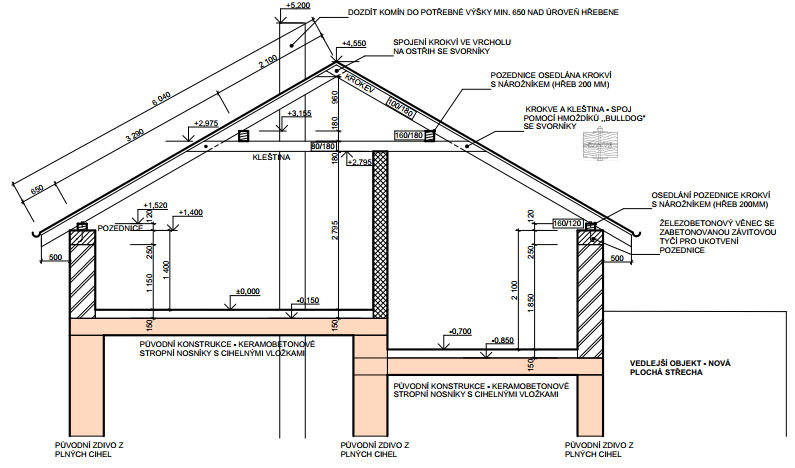 +5,200
DOZDÍT KOMÍN DO POTŘEBNÉ VÝŠKY MIN. 650 NAD ÚROVEŇ HŘEBENE
+4,550
SPOJENÍ KROKVÍ VE VRCHOLU
NA OSTŘIH SE SVORNÍKY
2 100
6 040
3 290
650
KROKEV
960
100/180
POZEDNICE OSEDLÁNA KROKVÍ
S NÁROŽNÍKEM (HŘEB 200 MM)
+3,155
+2,975
180
160/180
KROKVE A KLEŠTINA - SPOJ
POMOCÍ HMOŽDÍKŮ ,,BULLDOG"
SE SVORNÍKY
KLEŠTINA
80/180
180
+2,795
+1,520
+1,400
120
POZEDNICE
250
1 150
1 400
150
500
2 795
±0,000
-0,150
150
OSEDLÁNÍ POZEDNICE KROKVÍ
S NÁROŽNÍKEM (HŘEB 200MM)
160/120
120
250
1 850
2 100
150
500
ŽELEZOBETONOVÝ VĚNEC SE
ZABETONOVANOU ZÁVITOVOU
TYČÍ PRO UKOTVENÍ
POZEDNICE
-0,700
-0,850
PŮVODNÍ KONSTRUKCE - KERAMOBETONOVÉ
STROPNÍ NOSNÍKY S CIHELNÝMI VLOŽKAMI
PŮVODNÍ KONSTRUKCE - KERAMOBETONOVÉ
STROPNÍ NOSNÍKY S CIHELNÝMI VLOŽKAMI
VEDLEJŠÍ OBJEKT - NOVÁ
PLOCHÁ STŘECHA
PŮVODNÍ ZDIVO Z
PLNÝCH CIHEL
PŮVODNÍ ZDIVO Z
PLNÝCH CIHEL
PŮVODNÍ ZDIVO Z
PLNÝCH CIHEL